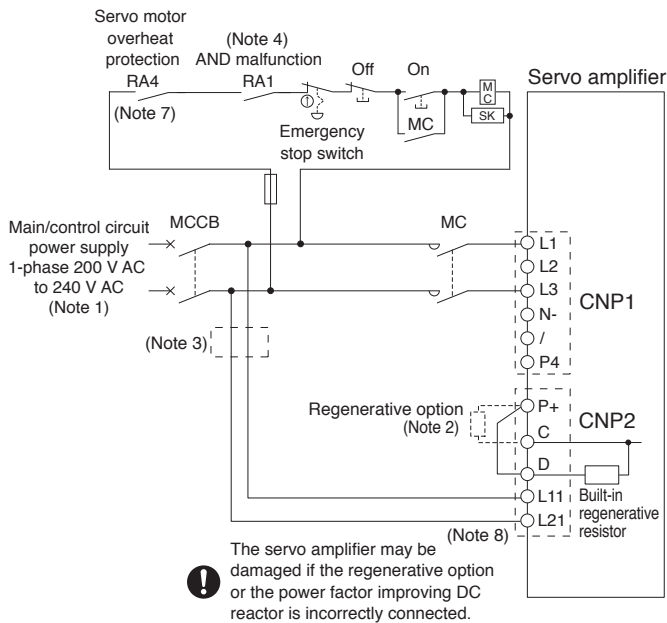 Servo motor
overheat
protection
RA4
(Note 7)
(Note 4)
AND malfunction
RA1
Emergency
stop switch
Off
On
MC
M
C
SK
Servo amplifier
Main/control circuit
power supply
1-phase 200 V AC
to 240 V AC
(Note 1)
MCCB
MC
L1
L2
L3
N-
/
P4
CNP1
(Note 3)
Regenerative option
(Note 2)
P+
C
D
L11
L21
CNP2
Built-in
regenerative
resistor
(Note 8)
The servo amplifier may be
damaged if the regenerative option
or the power factor improving DC
reactor is incorrectly connected.